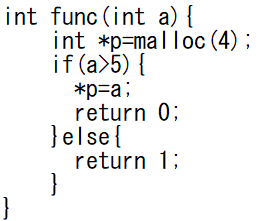 int func(int a){
    int *p=malloc(4);
    if(a>5){
      *p=a;
      return 0;
    }else{
      return 1;
    }
}